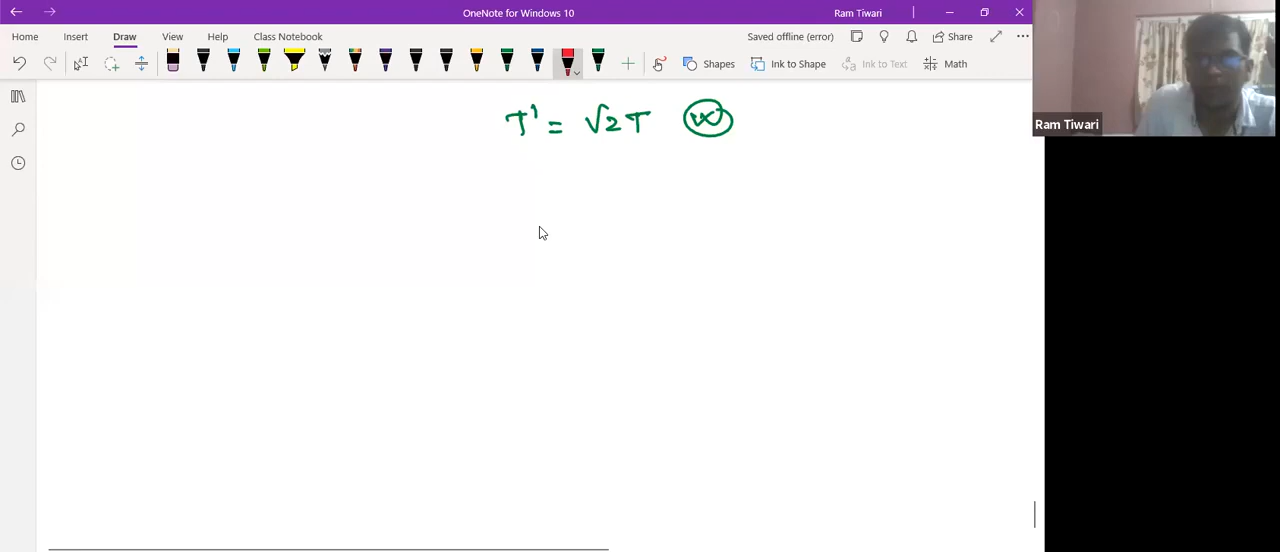 OneNote for Windows 10
Ram Tiwari
Home Insert Draw View Help Class Notebook
Saved offline (error) Share
Shapes Ink to Shape Ink to Text Math
Ram Tiwari
T' = √2 T